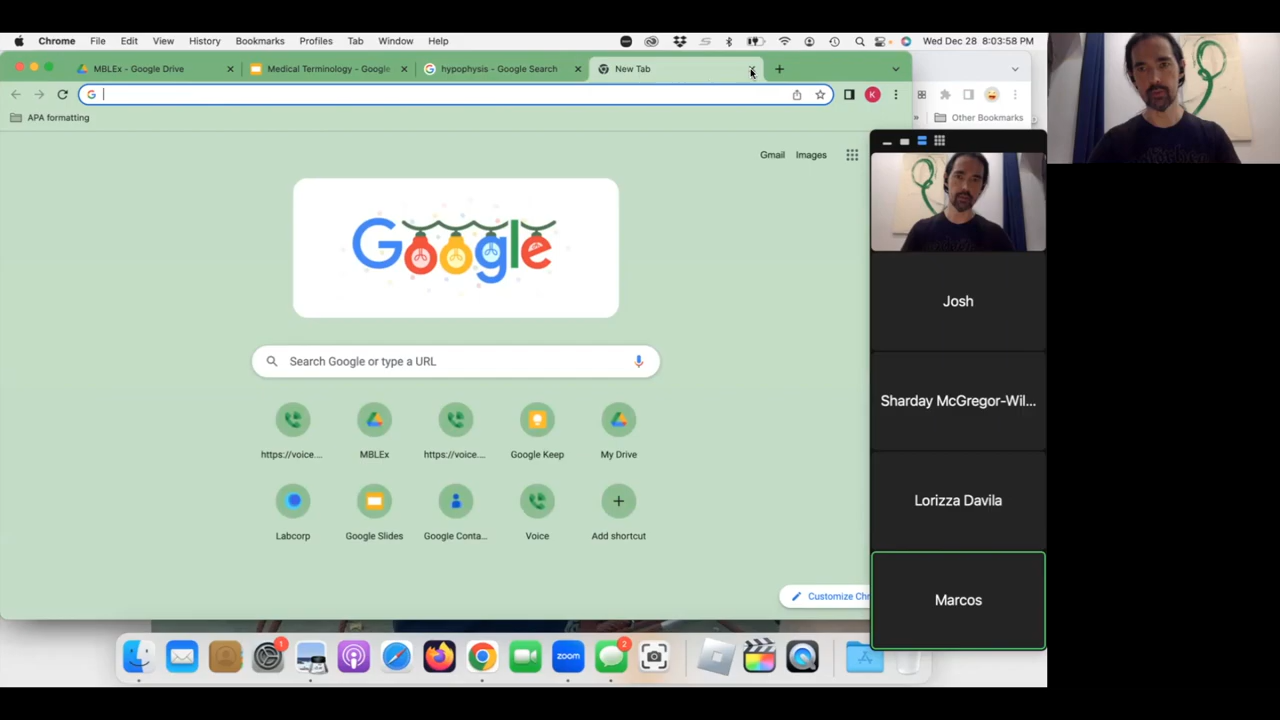 Chrome File Edit View History Bookmarks Profiles Tab Window Help Wed Dec 28 8:03:58 PM
MBLEx - Google Drive Medical Terminology - Google hypophysis - Google Search New Tab
K
APA formatting Other Bookmarks
Gmail Images
Google
Search Google or type a URL
https://voice.... MBLEx https://voice.... Google Keep My Drive
Labcorp Google Slides Google Conta... Voice Add shortcut
Customize Chr
Josh
Sharday McGregor-Wil...
Lorizza Davila
Marcos
1 zoom 2